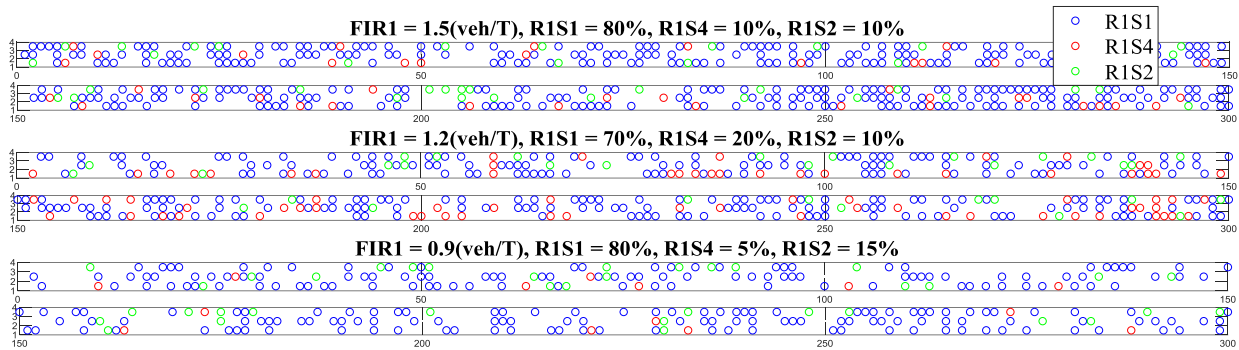 FIR1 = 1.5(veh/T), R1S1 = 80%, R1S4 = 10%, R1S2 = 10%
R1S1
R1S4
R1S2
4
3
2
1
0 50 100 150
4
3
2
1
150 200 250 300
FIR1 = 1.2(veh/T), R1S1 = 70%, R1S4 = 20%, R1S2 = 10%
4
3
2
1
0 50 100 150
4
3
2
1
150 200 250 300
FIR1 = 0.9(veh/T), R1S1 = 80%, R1S4 = 5%, R1S2 = 15%
4
3
2
1
0 50 100 150
4
3
2
1
150 200 250 300